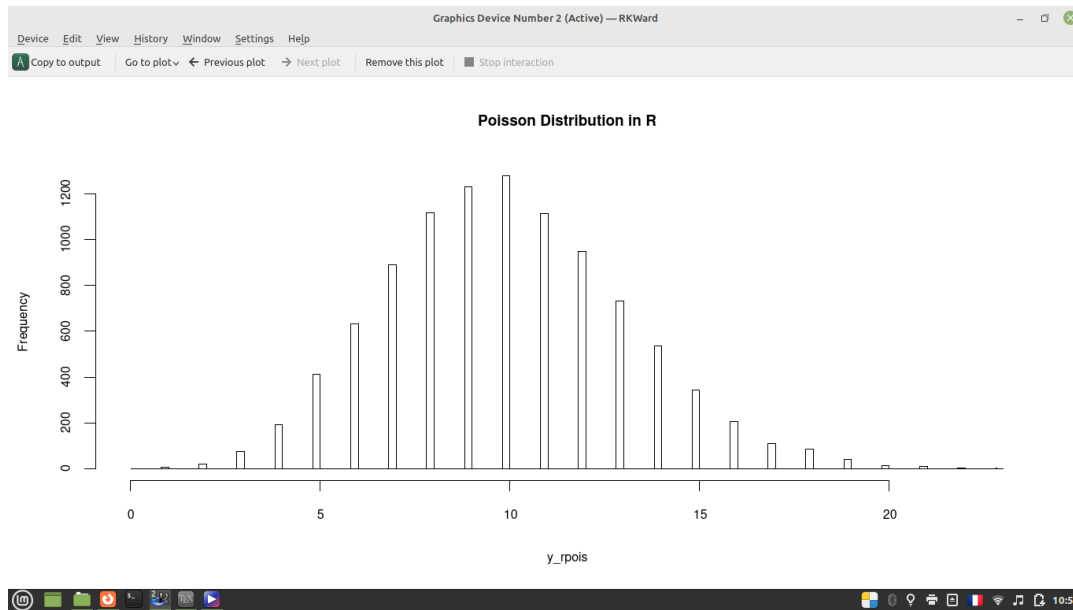 Graphics Device Number 2 (Active) — RKWard
Device Edit View History Window Settings Help
Copy to output Go to plot Previous plot Next plot Remove this plot Stop interaction
Poisson Distribution in R
1200
1000
800
600
400
200
0
Frequency
0 5 10 15 20
y_rpois
10:5